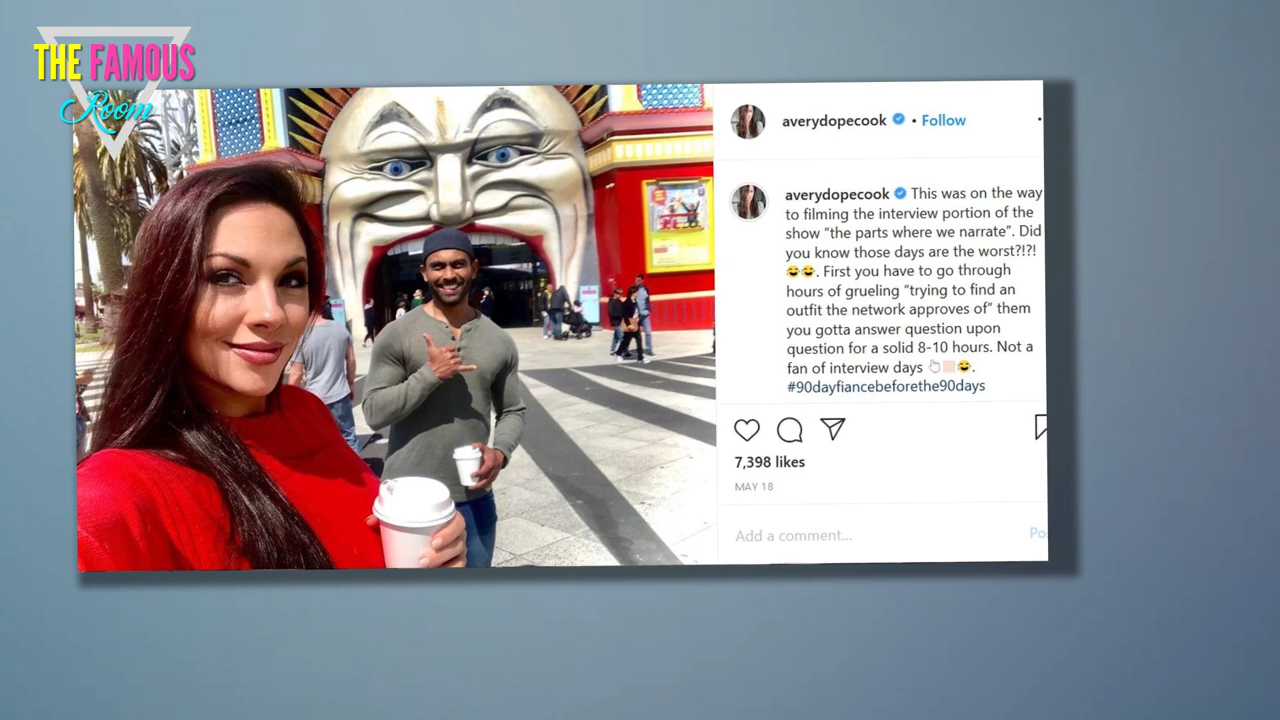 THE FAMOUS
Room
averydopecook • Follow
averydopecook This was on the way
to filming the interview portion of the
show “the parts where we narrate”. Did
you know those days are the worst?!?!
😂😂. First you have to go through
hours of grueling “trying to find an
outfit the network approves of” them
you gotta answer question upon
question for a solid 8-10 hours. Not a
fan of interview days 👆🏻😂.
#90dayfiancebeforethe90days
7,398 likes
MAY 18
Add a comment...
Po